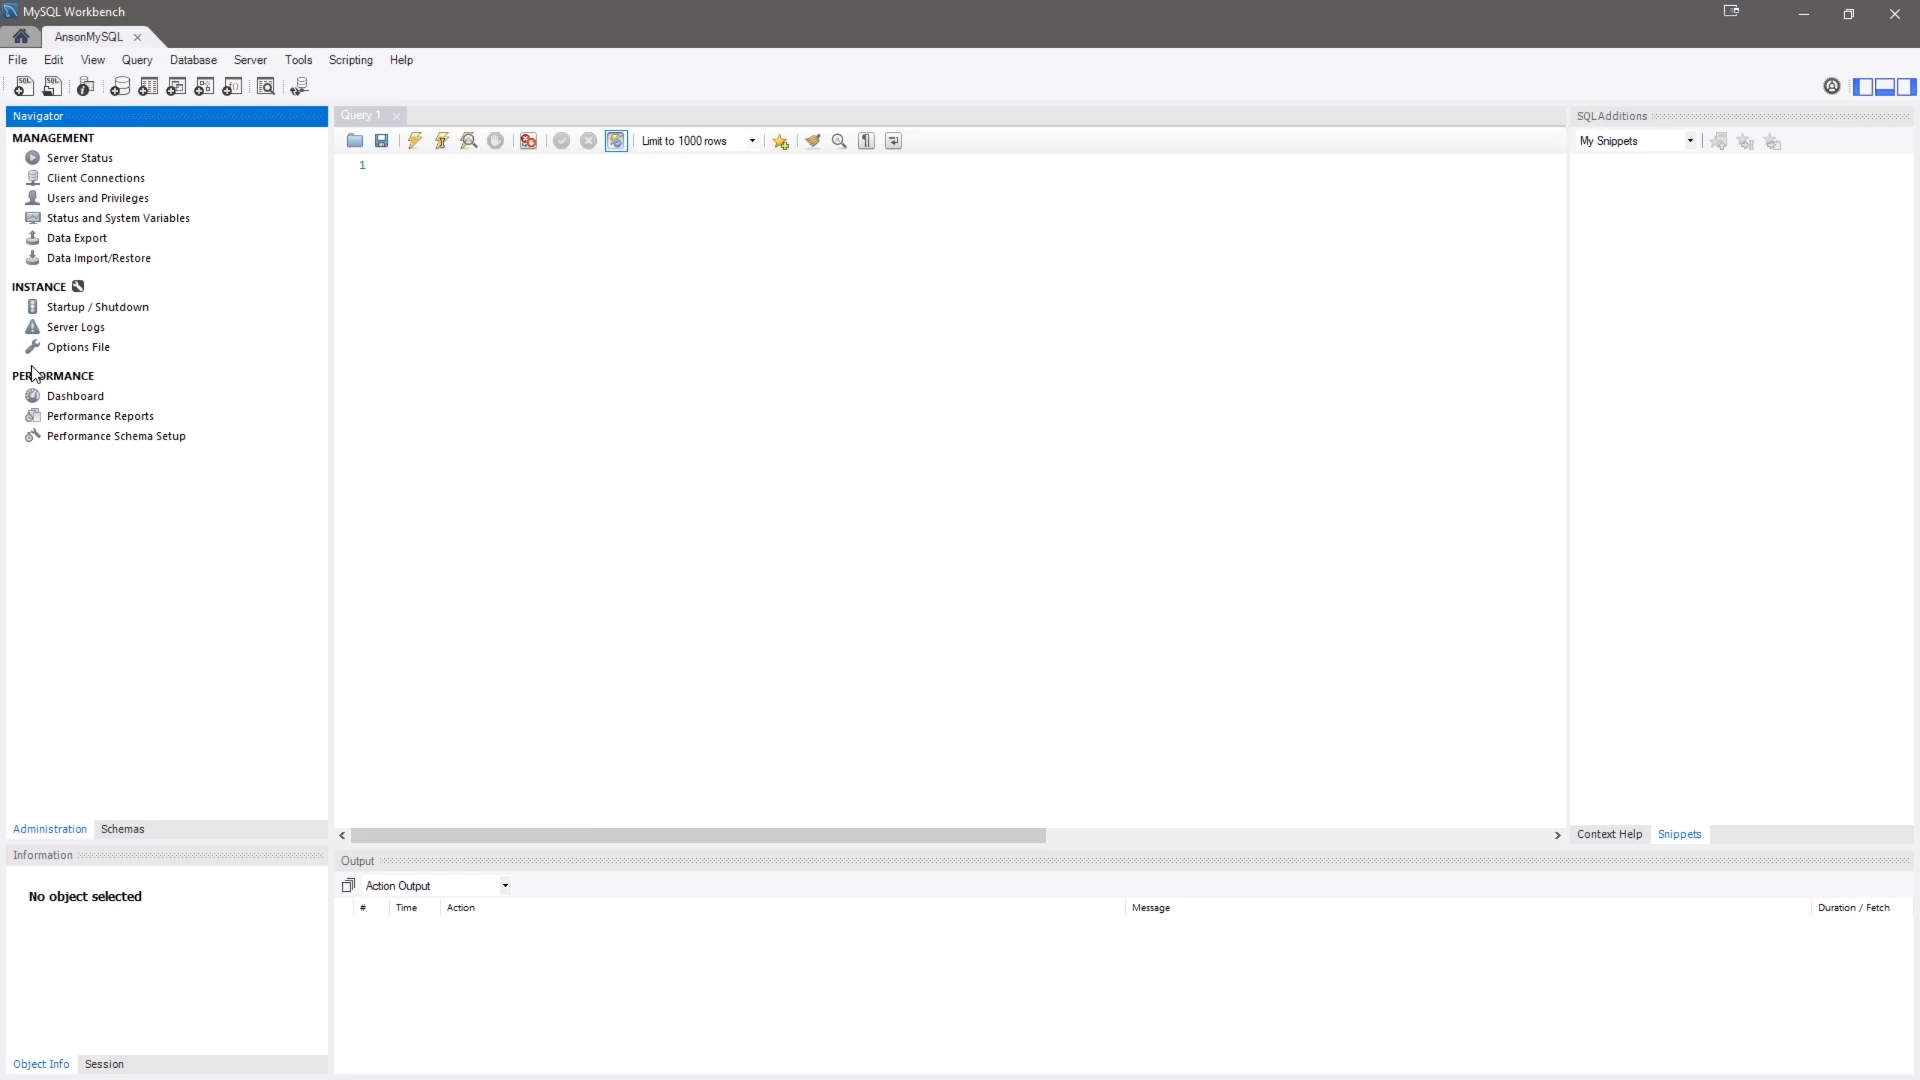 MySQL Workbench
AnsonMySQL
File Edit View Query Database Server Tools Scripting Help
Navigator
MANAGEMENT
Server Status
Client Connections
Users and Privileges
Status and System Variables
Data Export
Data Import/Restore
INSTANCE
Startup / Shutdown
Server Logs
Options File
PERFORMANCE
Dashboard
Performance Reports
Performance Schema Setup
Administration Schemas
Information
No object selected
Object Info Session
Query 1
Limit to 1000 rows
1
Output
Action Output
# Time Action Message Duration / Fetch
SQLAdditions
My Snippets
Context Help Snippets